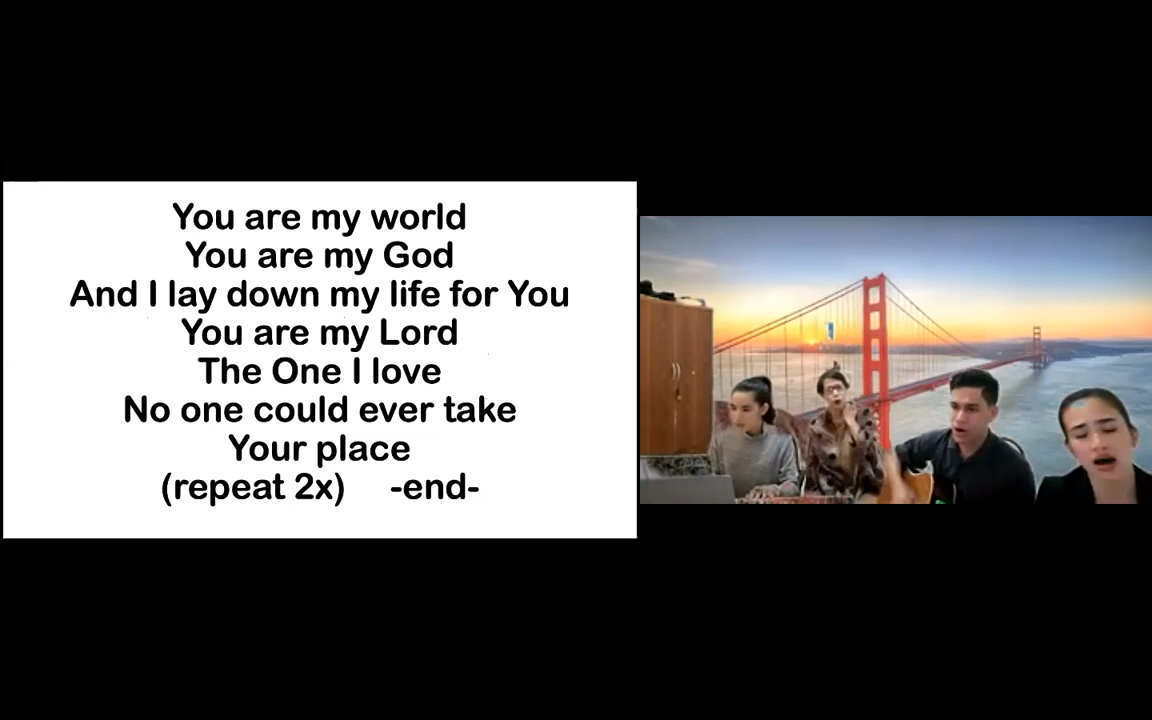 You are my world
You are my God
And I lay down my life for You
You are my Lord
The One I love
No one could ever take
Your place
(repeat 2x) -end-